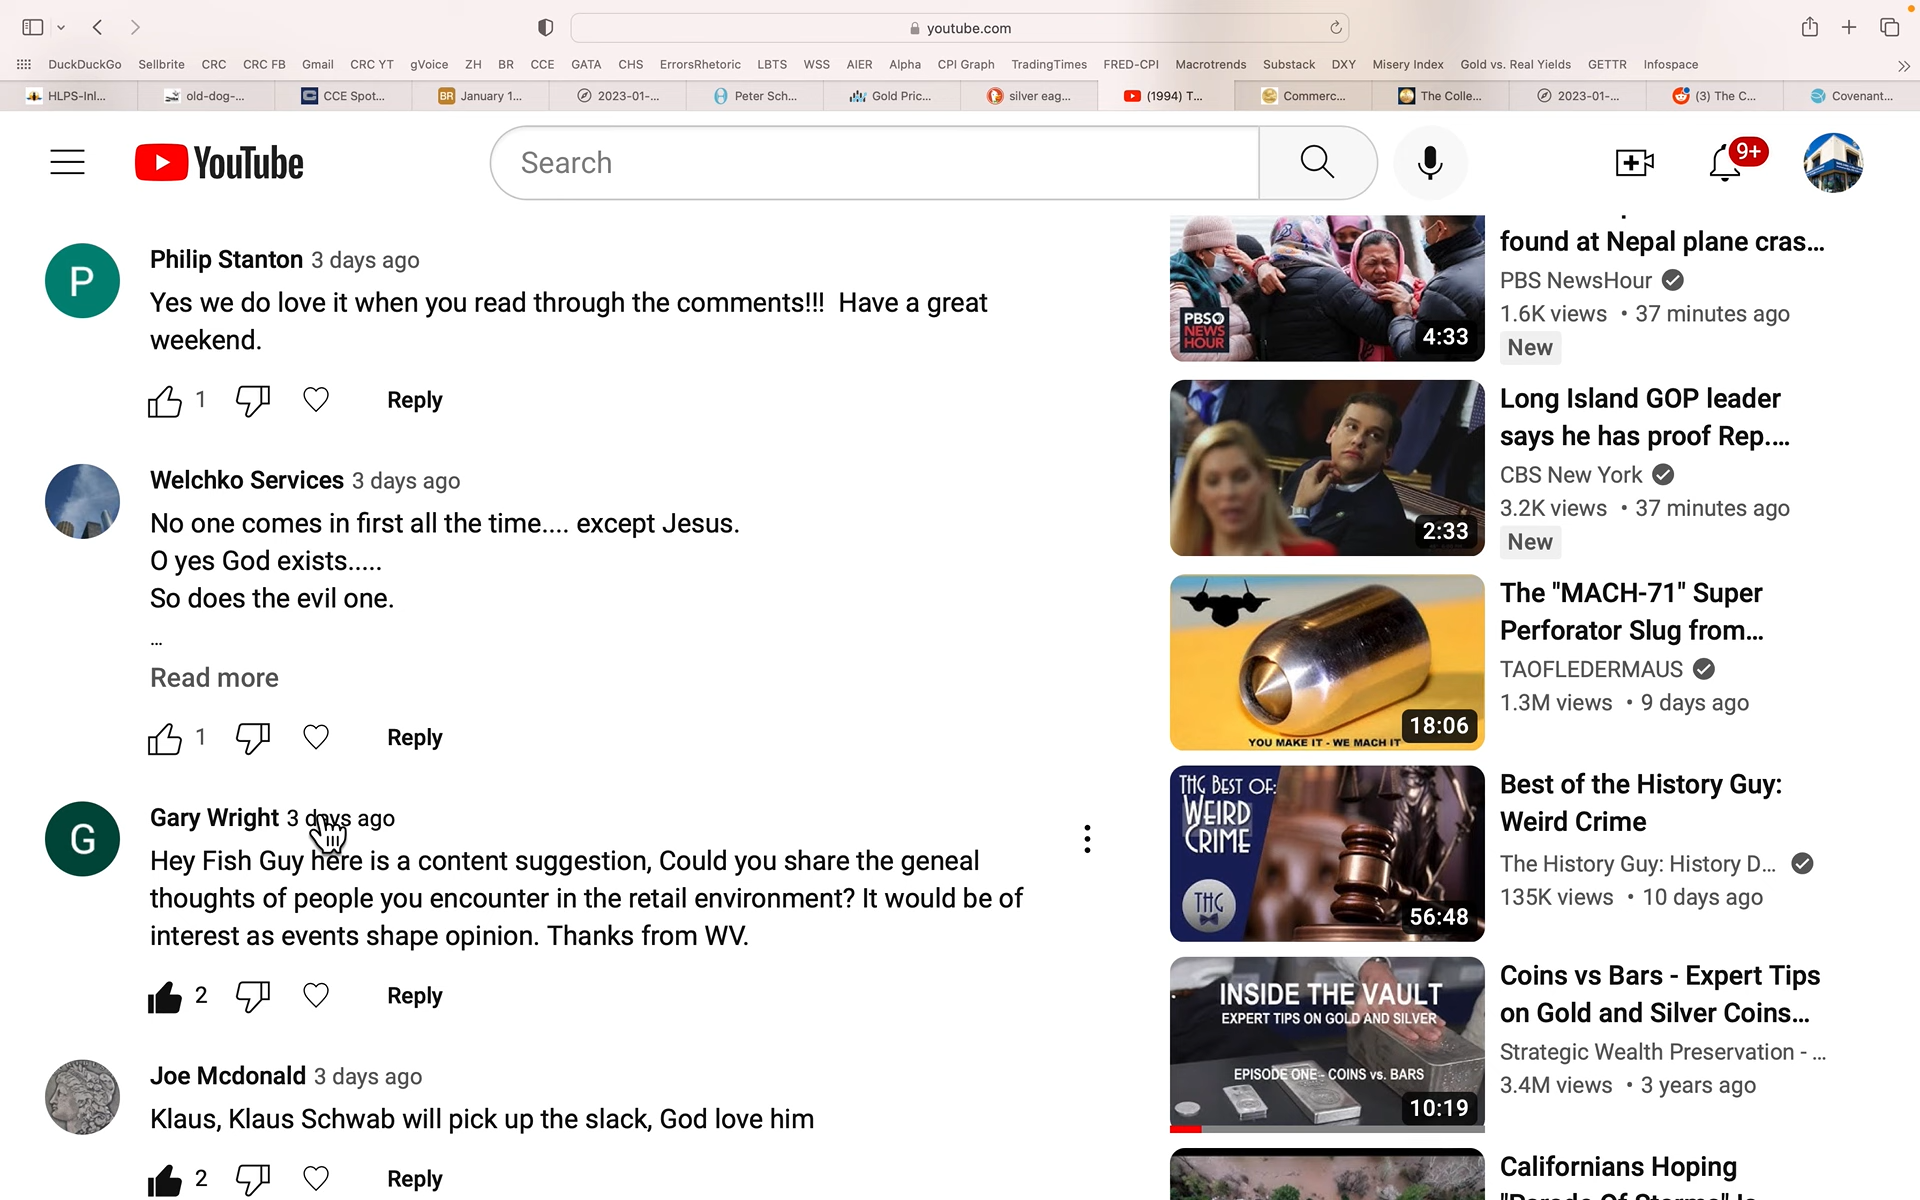 youtube.com
DuckDuckGo Sellbrite CRC CRC FB Gmail CRC YT gVoice ZH BR CCE GATA CHS ErrorsRhetoric LBTS WSS AIER Alpha CPI Graph TradingTimes FRED-CPI Macrotrends Substack DXY Misery Index Gold vs. Real Yields GETTR Infospace
HLPS-Inl... old-dog-... CCE Spot... BR January 1... 2023-01-... Peter Sch... Gold Pric... silver eag... (1994) T... Commerc... The Colle... 2023-01-... (3) The C... Covenant...
YouTube
Search
9+
P
Philip Stanton 3 days ago
Yes we do love it when you read through the comments!!! Have a great
weekend.
1 Reply
Welchko Services 3 days ago
No one comes in first all the time.... except Jesus.
O yes God exists.....
So does the evil one.
...
Read more
1 Reply
G
Gary Wright 3 days ago
Hey Fish Guy here is a content suggestion, Could you share the geneal
thoughts of people you encounter in the retail environment? It would be of
interest as events shape opinion. Thanks from WV.
2 Reply
Joe Mcdonald 3 days ago
Klaus, Klaus Schwab will pick up the slack, God love him
2 Reply
PBS
NEWS
HOUR
4:33
found at Nepal plane cras...
PBS NewsHour
1.6K views • 37 minutes ago
New
2:33
Long Island GOP leader
says he has proof Rep....
CBS New York
3.2K views • 37 minutes ago
New
YOU MAKE IT - WE MACH IT
18:06
The "MACH-71" Super
Perforator Slug from...
TAOFLEDERMAUS
1.3M views • 9 days ago
THG BEST OF:
WEIRD
CRIME
THG
56:48
Best of the History Guy:
Weird Crime
The History Guy: History D...
135K views • 10 days ago
INSIDE THE VAULT
EXPERT TIPS ON GOLD AND SILVER
EPISODE ONE - COINS vs. BARS
10:19
Coins vs Bars - Expert Tips
on Gold and Silver Coins...
Strategic Wealth Preservation - ...
3.4M views • 3 years ago
Californians Hoping
"Parade Of Storms" Is